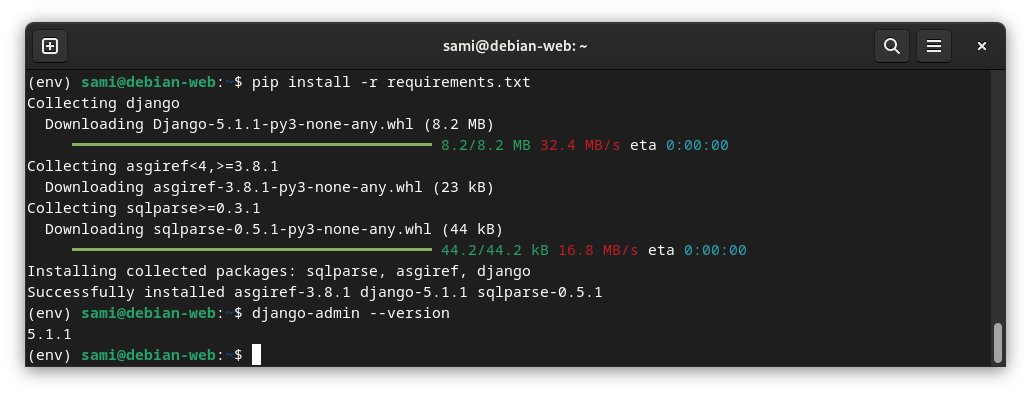 sami@debian-web: ~
(env) sami@debian-web:~$ pip install -r requirements.txt
Collecting django
  Downloading Django-5.1.1-py3-none-any.whl (8.2 MB)
     8.2/8.2 MB 32.4 MB/s eta 0:00:00
Collecting asgiref<4,>=3.8.1
  Downloading asgiref-3.8.1-py3-none-any.whl (23 kB)
Collecting sqlparse>=0.3.1
  Downloading sqlparse-0.5.1-py3-none-any.whl (44 kB)
     44.2/44.2 kB 16.8 MB/s eta 0:00:00
Installing collected packages: sqlparse, asgiref, django
Successfully installed asgiref-3.8.1 django-5.1.1 sqlparse-0.5.1
(env) sami@debian-web:~$ django-admin --version
5.1.1
(env) sami@debian-web:~$